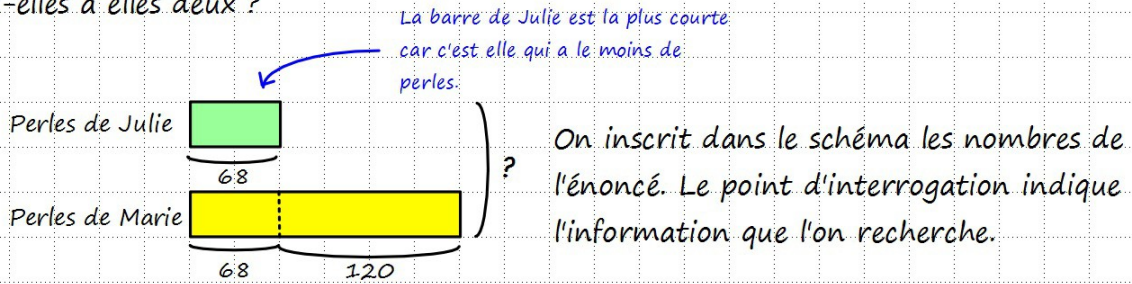 -elles à elles deux ?
La barre de Julie est la plus courte
car c'est elle qui a le moins de
perles.
Perles de Julie
68
?
On inscrit dans le schéma les nombres de
l'énoncé. Le point d'interrogation indique
l'information que l'on recherche.
Perles de Marie
68
120